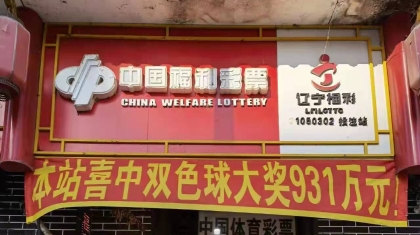 中国福利彩票
CHINA WELFARE LOTTERY
辽宁福彩
LNLOTTO
21080302 投注站
本站喜中双色球大奖931万元
中国体育彩票